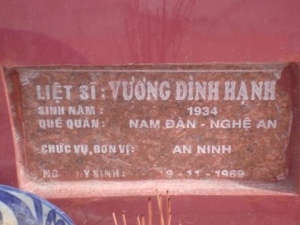 LIỆT SĨ : VƯƠNG ĐÌNH HẠNH
SINH NĂM : 1934
QUÊ QUÁN : NAM ĐÀN - NGHỆ AN
CHỨC VỤ, ĐƠN VỊ : AN NINH
SINH : 9 - 11 - 1969